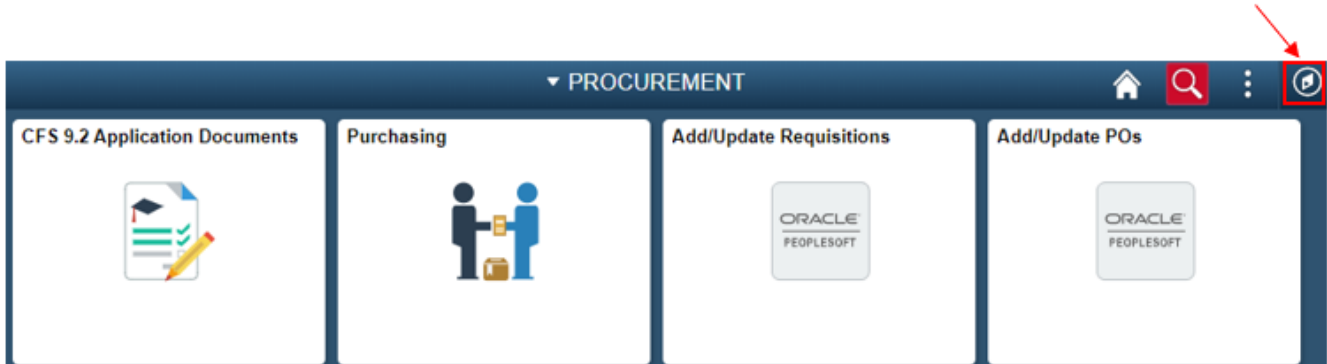 PROCUREMENT
CFS 9.2 Application Documents
Purchasing
Add/Update Requisitions
Add/Update POs
ORACLE
PEOPLESOFT
ORACLE
PEOPLESOFT